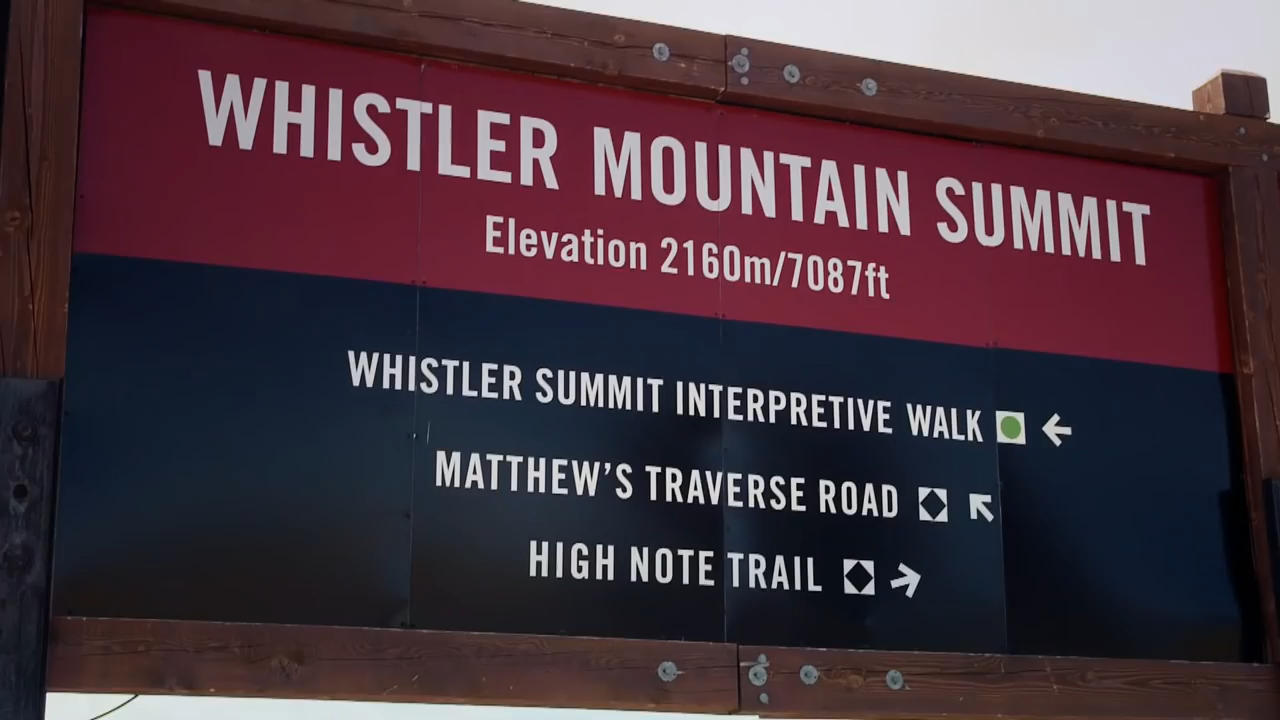 WHISTLER MOUNTAIN SUMMIT
Elevation 2160m/7087ft
WHISTLER SUMMIT INTERPRETIVE WALK
MATTHEW'S TRAVERSE ROAD
HIGH NOTE TRAIL